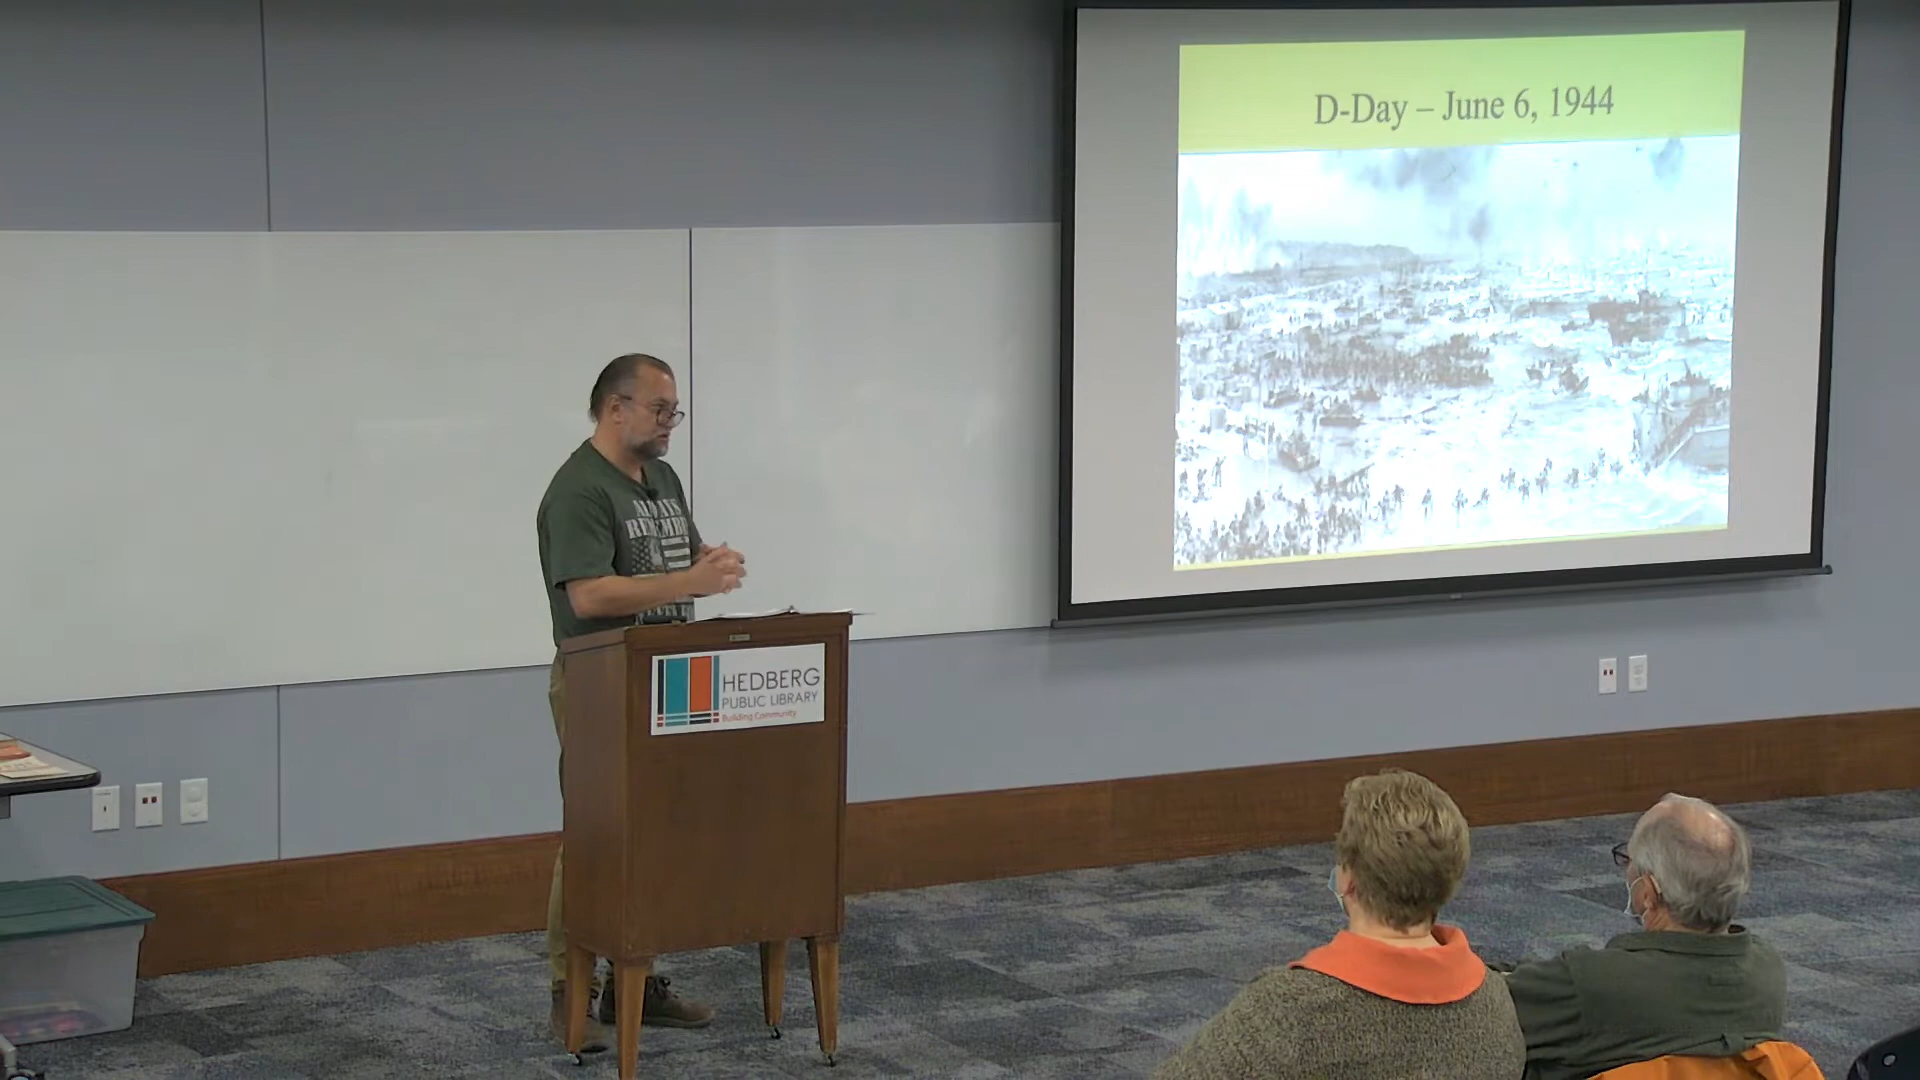 D-Day – June 6, 1944
HEDBERG
PUBLIC LIBRARY
Building Community